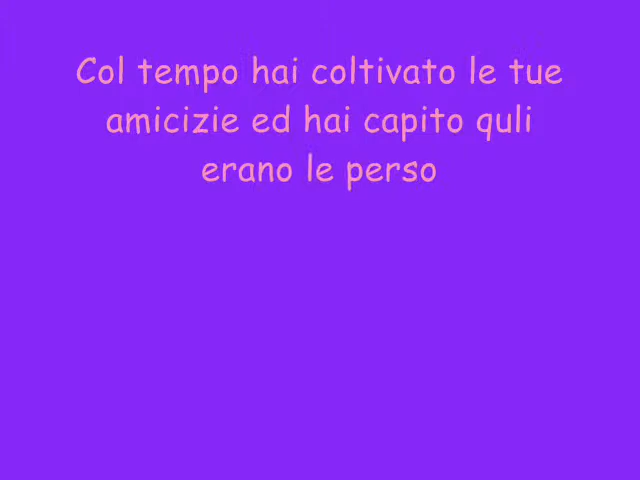 Col tempo hai coltivato le tue
amicizie ed hai capito quli
erano le perso